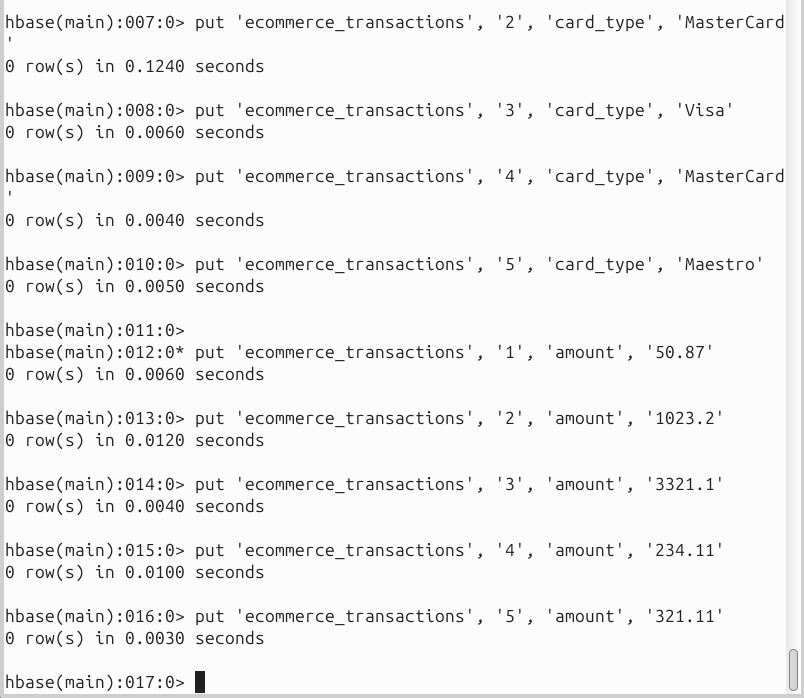 hbase(main):007:0> put 'ecommerce_transactions', '2', 'card_type', 'MasterCard
'
0 row(s) in 0.1240 seconds
hbase(main):008:0> put 'ecommerce_transactions', '3', 'card_type', 'Visa'
0 row(s) in 0.0060 seconds
hbase(main):009:0> put 'ecommerce_transactions', '4', 'card_type', 'MasterCard
'
0 row(s) in 0.0040 seconds
hbase(main):010:0> put 'ecommerce_transactions', '5', 'card_type', 'Maestro'
0 row(s) in 0.0050 seconds
hbase(main):011:0>
hbase(main):012:0* put 'ecommerce_transactions', '1', 'amount', '50.87'
0 row(s) in 0.0060 seconds
hbase(main):013:0> put 'ecommerce_transactions', '2', 'amount', '1023.2'
0 row(s) in 0.0120 seconds
hbase(main):014:0> put 'ecommerce_transactions', '3', 'amount', '3321.1'
0 row(s) in 0.0040 seconds
hbase(main):015:0> put 'ecommerce_transactions', '4', 'amount', '234.11'
0 row(s) in 0.0100 seconds
hbase(main):016:0> put 'ecommerce_transactions', '5', 'amount', '321.11'
0 row(s) in 0.0030 seconds
hbase(main):017:0>